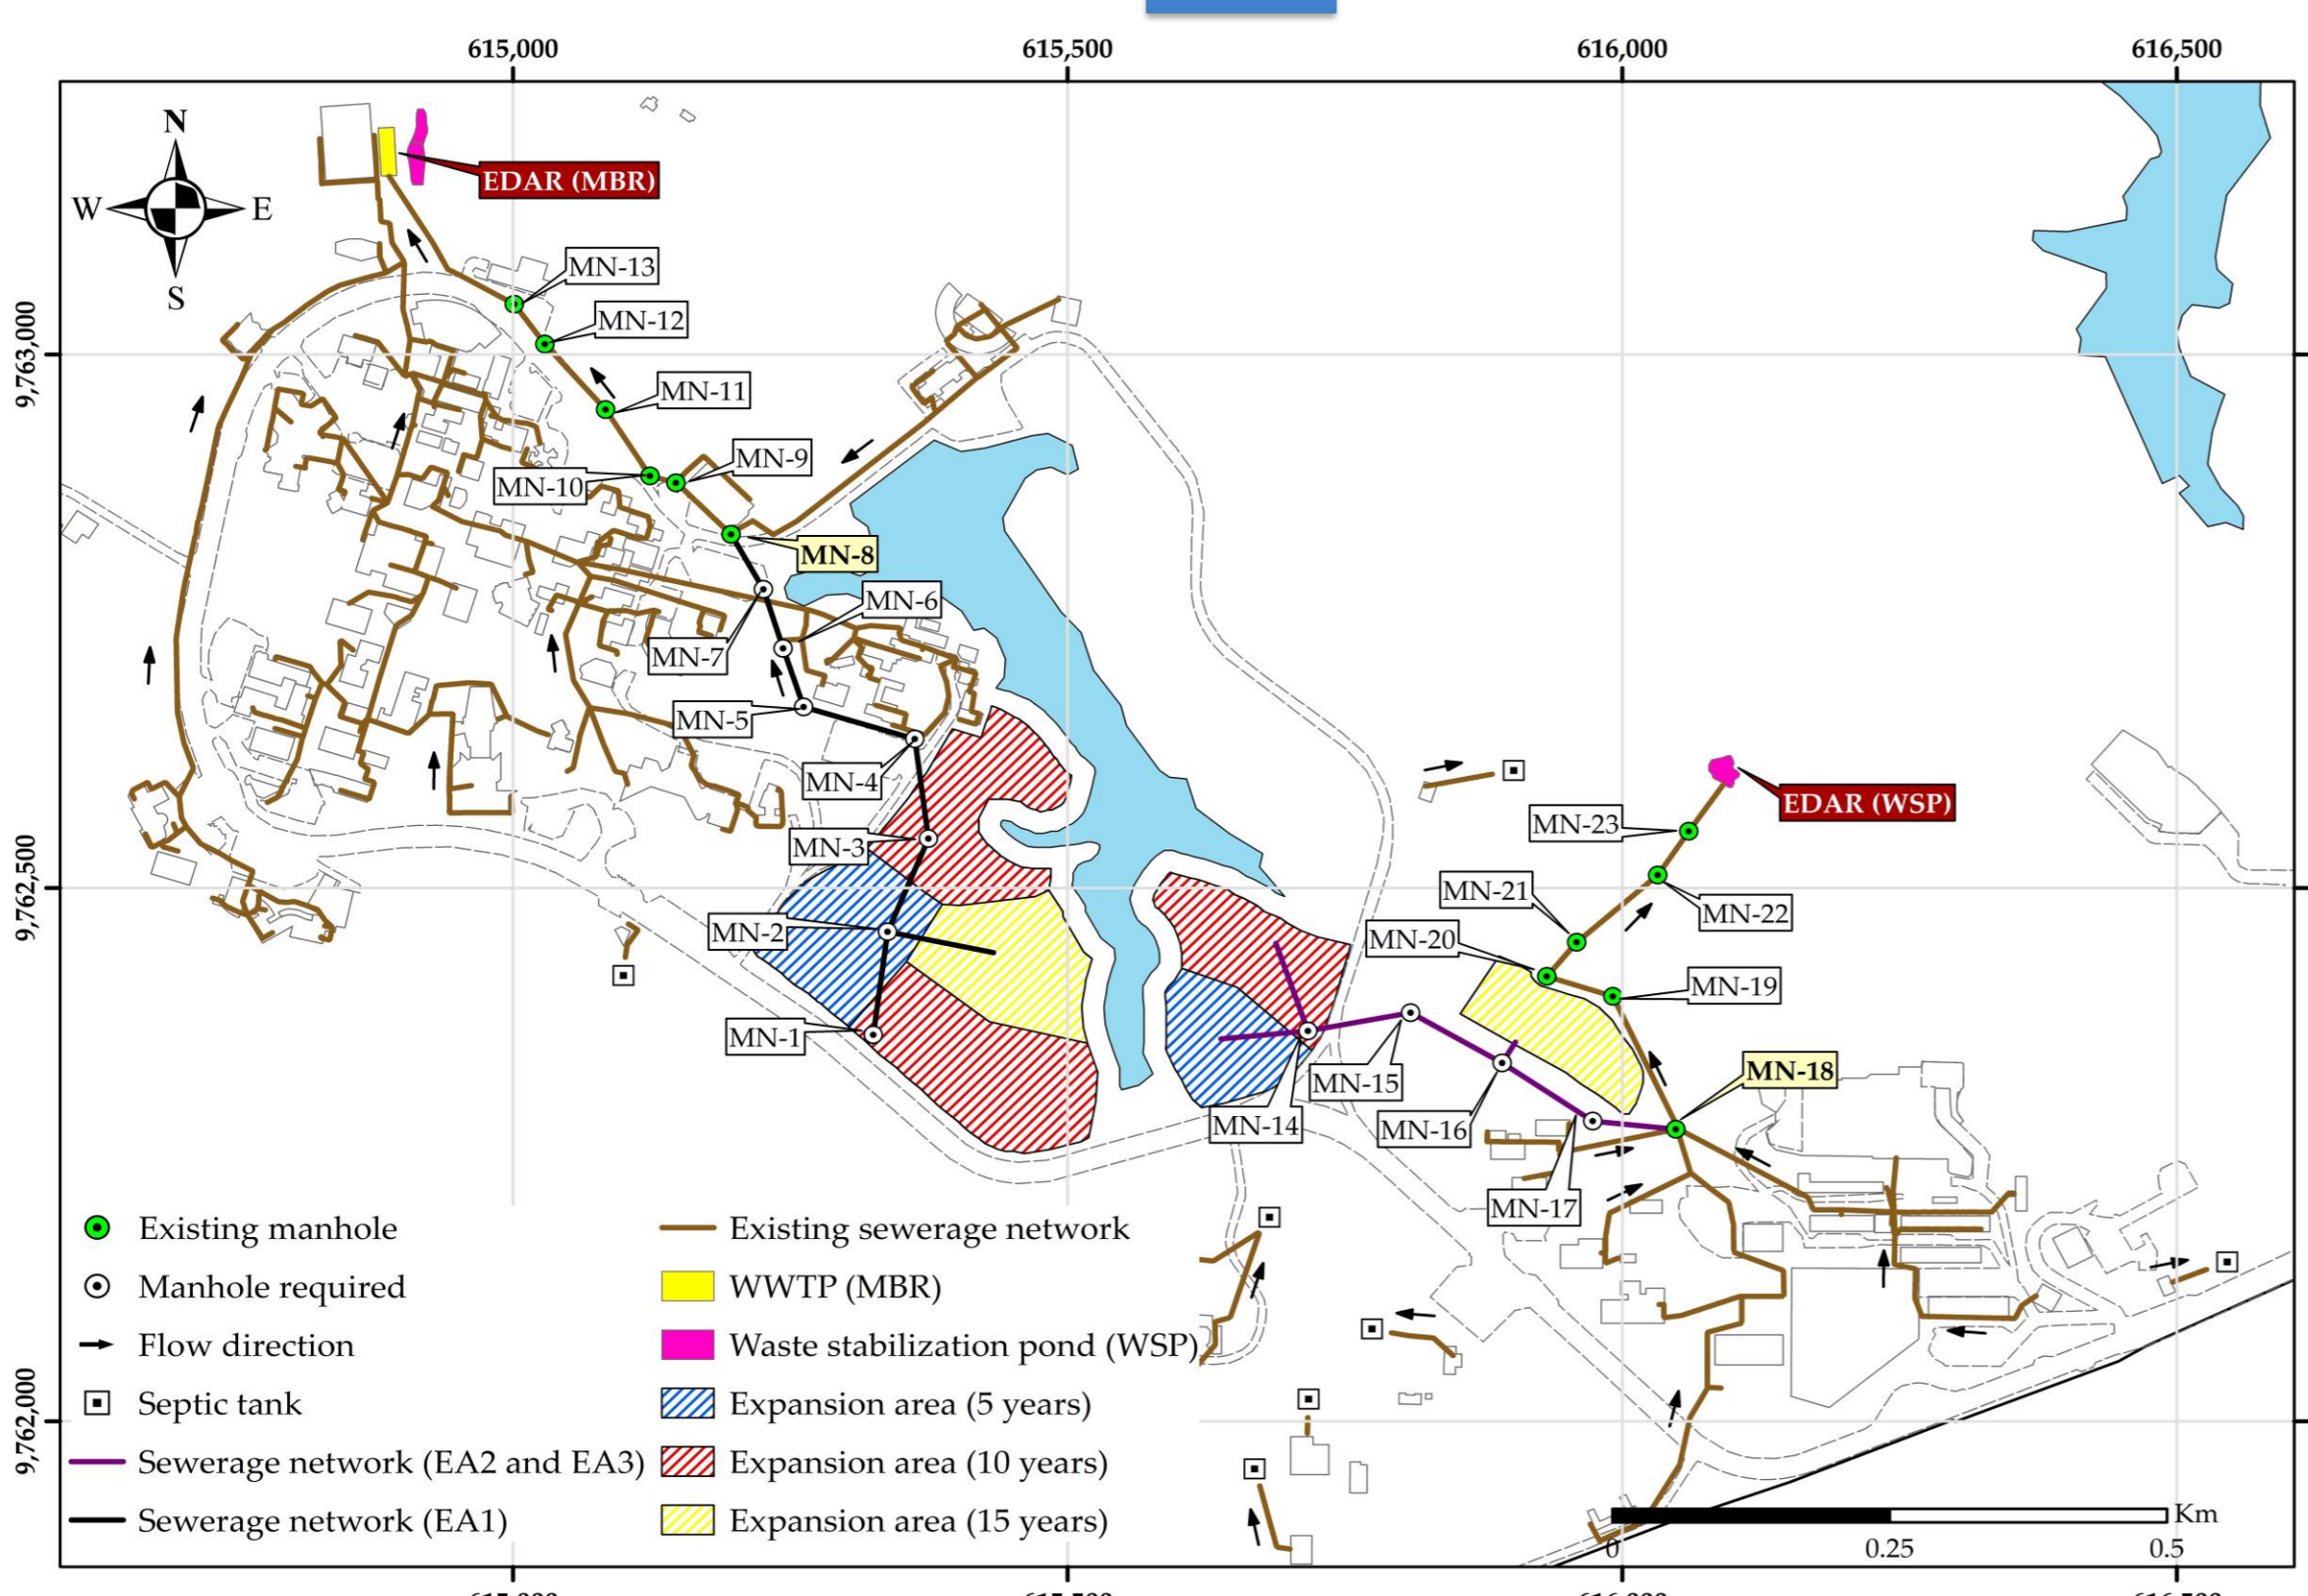 615,000
615,500
616,000
616,500
N
W
E
S
9,763,000
9,762,500
9,762,000
EDAR (MBR)
MN-13
MN-12
MN-11
MN-9
MN-10
MN-8
MN-6
MN-7
MN-5
MN-4
MN-3
MN-2
MN-1
EDAR (WSP)
MN-23
MN-21
MN-22
MN-20
MN-19
MN-18
MN-15
MN-14
MN-16
MN-17
Existing manhole
Manhole required
Flow direction
Septic tank
Sewerage network (EA2 and EA3)
Sewerage network (EA1)
Existing sewerage network
WWTP (MBR)
Waste stabilization pond (WSP)
Expansion area (5 years)
Expansion area (10 years)
Expansion area (15 years)
Km
0
0.25
0.5